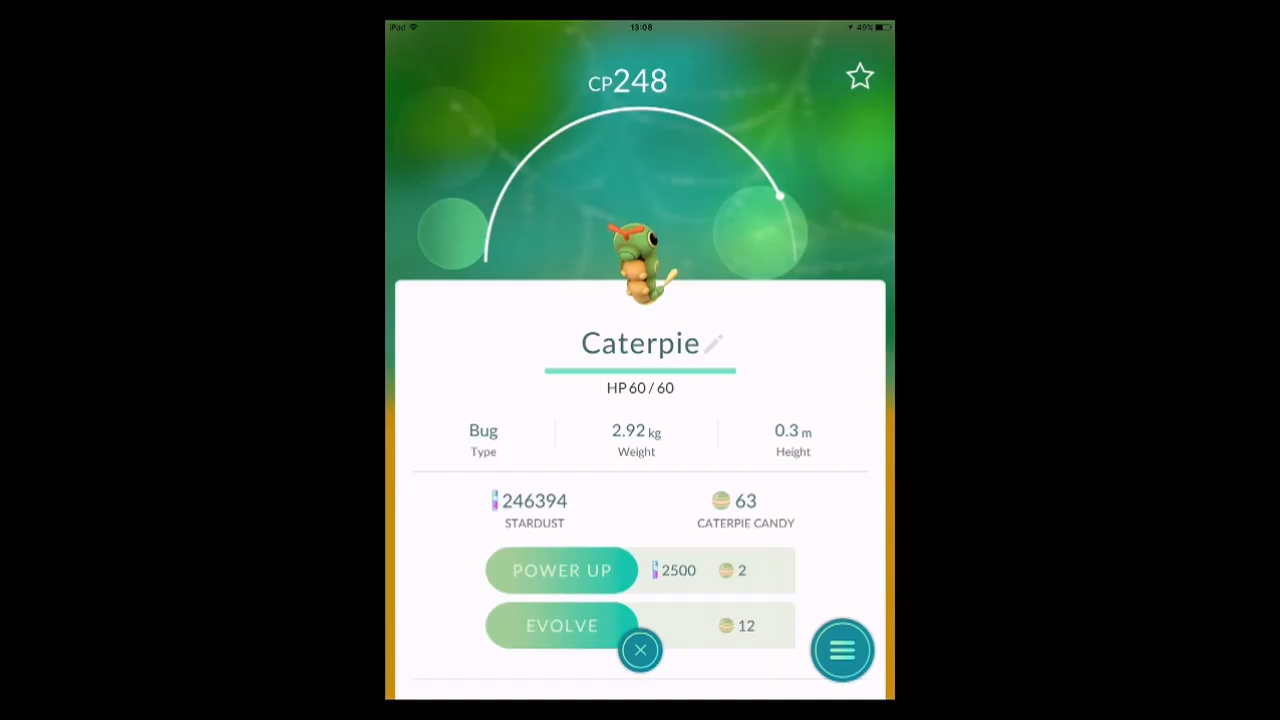 iPad 13:08 49%
CP248
Caterpie
HP 60 / 60
Bug 2.92 kg 0.3 m
Type Weight Height
246394 63
STARDUST CATERPIE CANDY
POWER UP 2500 2
EVOLVE 12